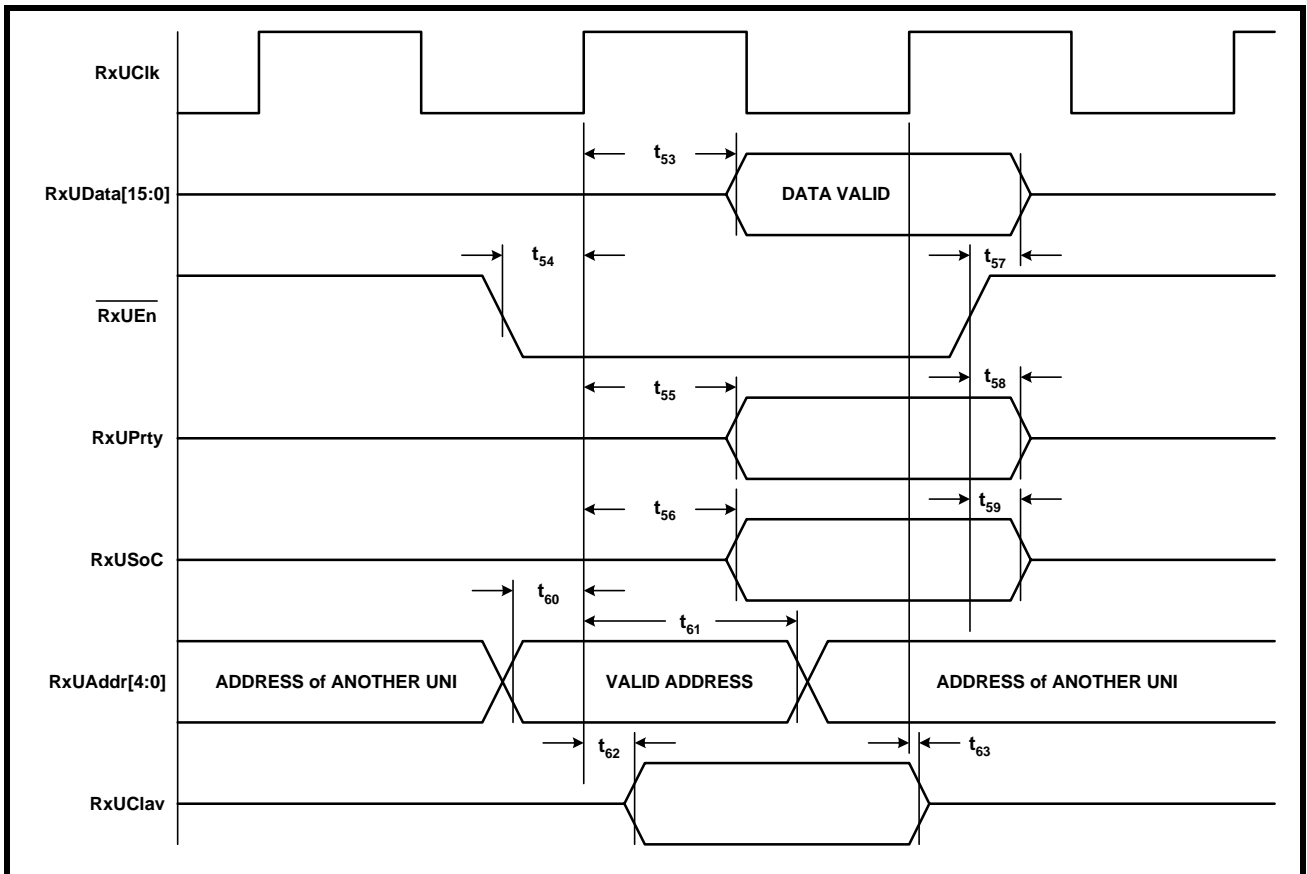 RxUClk
t53
RxUData[15:0] DATA VALID
t54 t57
RxUEn
t55 t58
RxUPrty
t56 t59
RxUSoC
t60
t61
RxUAddr[4:0] ADDRESS of ANOTHER UNI VALID ADDRESS ADDRESS of ANOTHER UNI
t62 t63
RxUClav